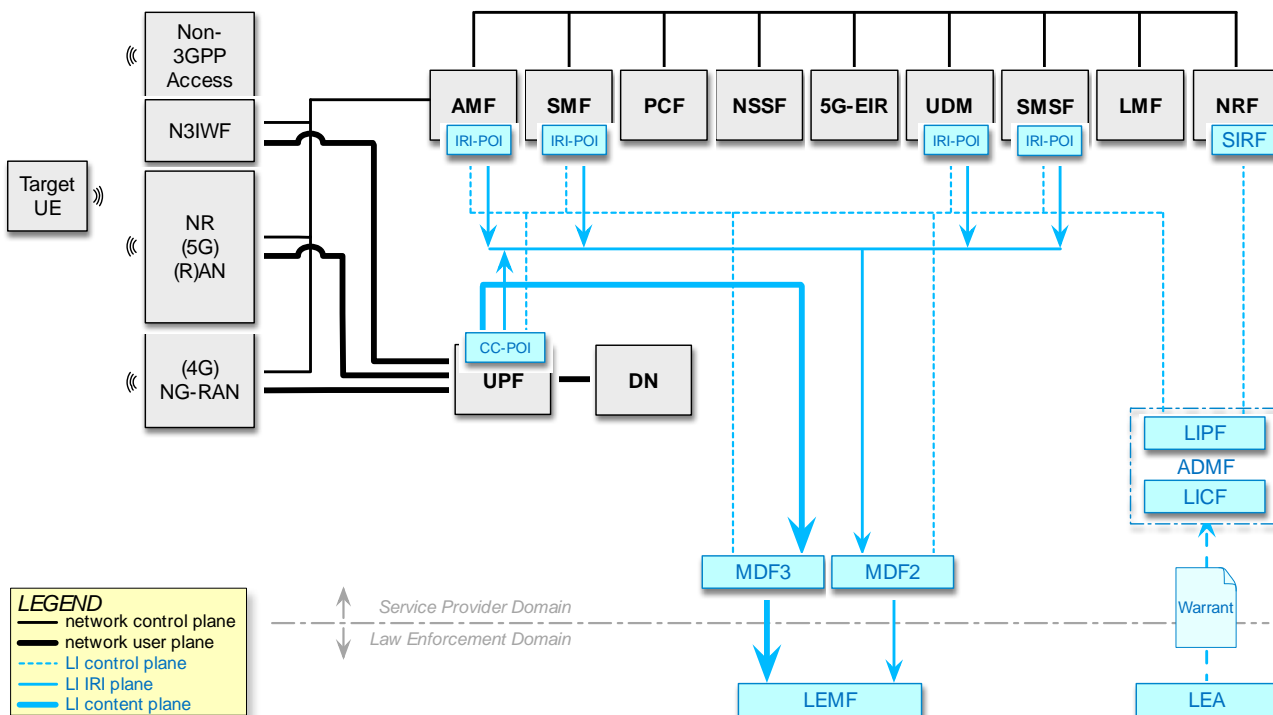 Non-
3GPP
Access
N3IWF
Target
UE
NR
(5G)
(R)AN
(4G)
NG-RAN
AMF
SMF
PCF
NSSF
5G-EIR
UDM
SMSF
LMF
NRF
IRI-POI
IRI-POI
IRI-POI
IRI-POI
SIRF
CC-POI
UPF
DN
LIPF
ADMF
LICF
MDF3
MDF2
Warrant
Service Provider Domain
Law Enforcement Domain
LEMF
LEA
LEGEND
network control plane
network user plane
LI control plane
LI IRI plane
LI content plane